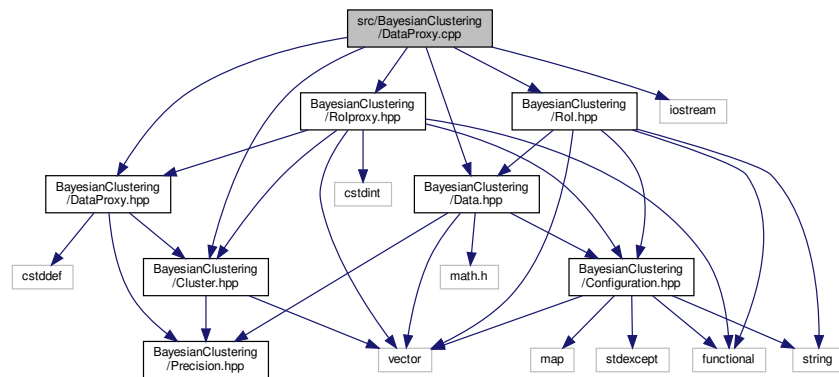 src/BayesianClustering
/DataProxy.cpp
BayesianClustering
/RoIproxy.hpp
BayesianClustering
/RoI.hpp
iostream
BayesianClustering
/DataProxy.hpp
cstdint
BayesianClustering
/Data.hpp
cstddef
BayesianClustering
/Cluster.hpp
math.h
BayesianClustering
/Configuration.hpp
BayesianClustering
/Precision.hpp
vector
map
stdexcept
functional
string